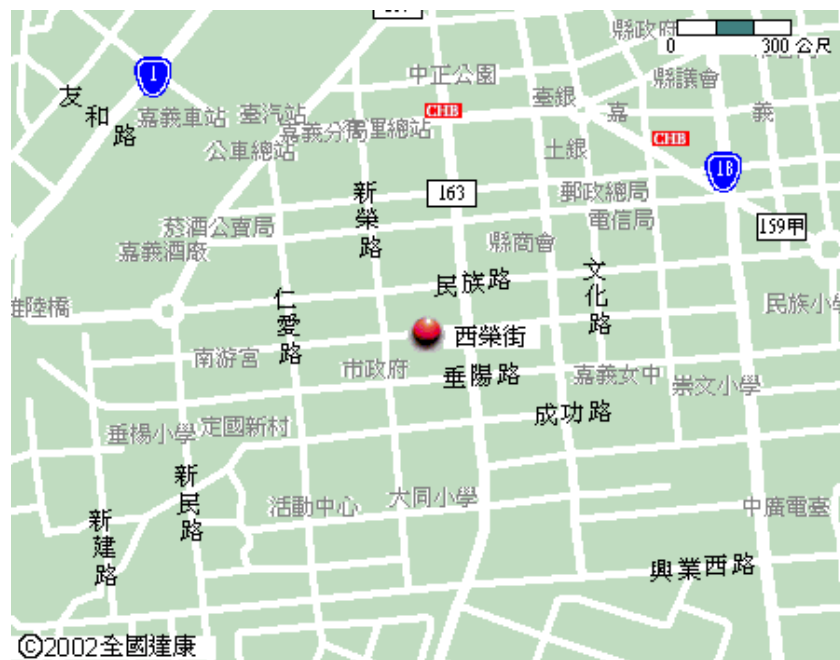 縣政府
0 300 公尺
中正公園
縣議會
1
友和路
嘉義車站
臺汽站
嘉義分局
總站
CHB
臺銀
嘉義
CHB
公車總站
土銀
1B
新榮路
163
郵政總局
電信局
159甲
菸酒公賣局
嘉義酒廠
縣商會
民族路
文化路
仁愛路
陸橋
民族小學
西榮街
南游宮
市政府
垂陽路
嘉義女中
崇文小學
成功路
垂楊小學
定國新村
新民路
活動中心
大同小學
中廣電臺
新建路
興業西路
©2002全國達康